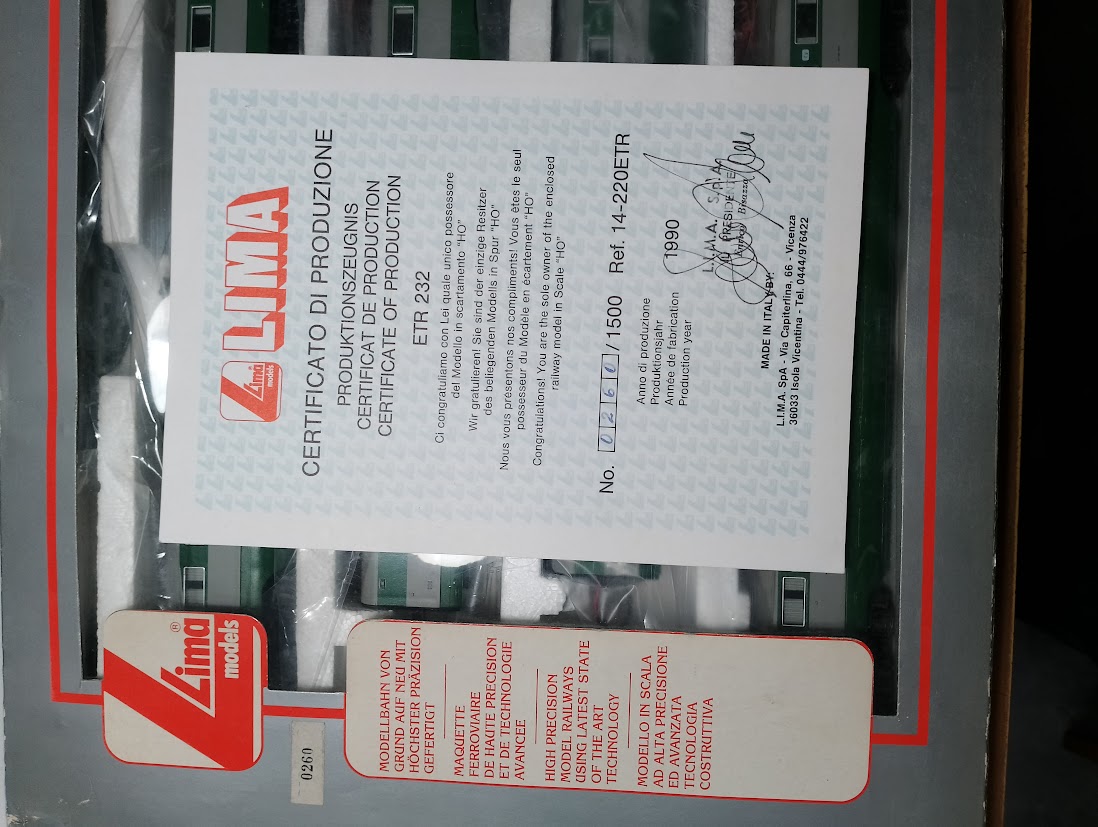 Lima
models
LIMA
CERTIFICATO DI PRODUZIONE
PRODUKTIONSZEUGNIS
CERTIFICAT DE PRODUCTION
CERTIFICATE OF PRODUCTION
ETR 232
Ci congratuliamo con Lei quale unico possessore
del Modello in scartamento "HO"
Wir gratulieren! Sie sind der einzige Resitzer
des beliegenden Modells in Spur "HO"
Nous vous présentons nos compliments! Vous êtes le seul
possesseur du Modèle en écartement "HO"
Congratulations! You are the sole owner of the enclosed
railway model in Scale "HO"
No. 0260/1500 Ref. 14-220ETR
Anno di produzione
Produktionsjahr
Année de fabrication
Production year
1990
L.I.M.A. S.P.A.
IL PRESIDENTE
MADE IN ITALY BY:
L.I.M.A. SpA - Via Capiterlina, 66 - Vicenza
36033 Isola Vicentina - Tel. 0444/976422
Lima ®
models
0260
MODELLBAHN VON
GRUND AUF NEU MIT
HÖCHSTER PRÄZISION
GEFERTIGT
MAQUETTE
FERROVIAIRE
DE HAUTE PRECISION
ET DE TECHNOLOGIE
AVANCEE
HIGH PRECISION
MODEL RAILWAYS
USING LATEST STATE
OF THE ART
TECHNOLOGY
MODELLO IN SCALA
AD ALTA PRECISIONE
ED AVANZATA
TECNOLOGIA
COSTRUTTIVA